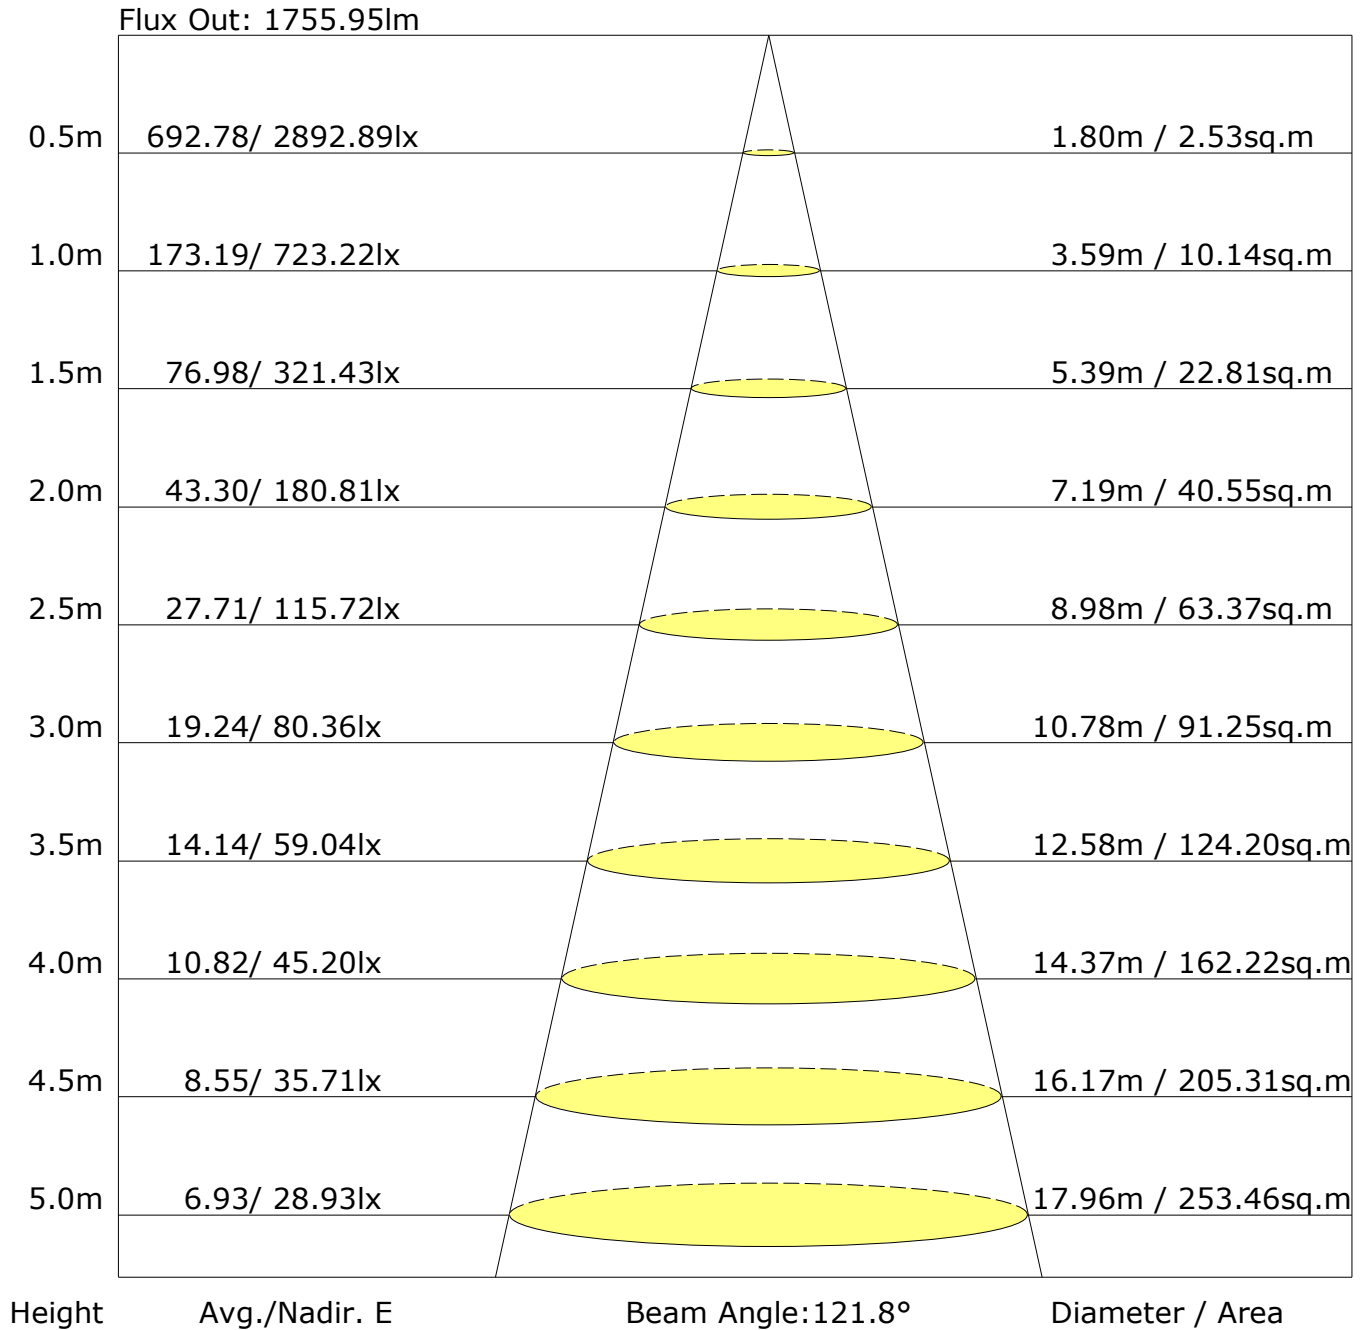 Flux Out: 1755.95lm
0.5m 692.78/ 2892.89lx 1.80m / 2.53sq.m
1.0m 173.19/ 723.22lx 3.59m / 10.14sq.m
1.5m 76.98/ 321.43lx 5.39m / 22.81sq.m
2.0m 43.30/ 180.81lx 7.19m / 40.55sq.m
2.5m 27.71/ 115.72lx 8.98m / 63.37sq.m
3.0m 19.24/ 80.36lx 10.78m / 91.25sq.m
3.5m 14.14/ 59.04lx 12.58m / 124.20sq.m
4.0m 10.82/ 45.20lx 14.37m / 162.22sq.m
4.5m 8.55/ 35.71lx 16.17m / 205.31sq.m
5.0m 6.93/ 28.93lx 17.96m / 253.46sq.m
Height Avg./Nadir. E Beam Angle:121.8° Diameter / Area